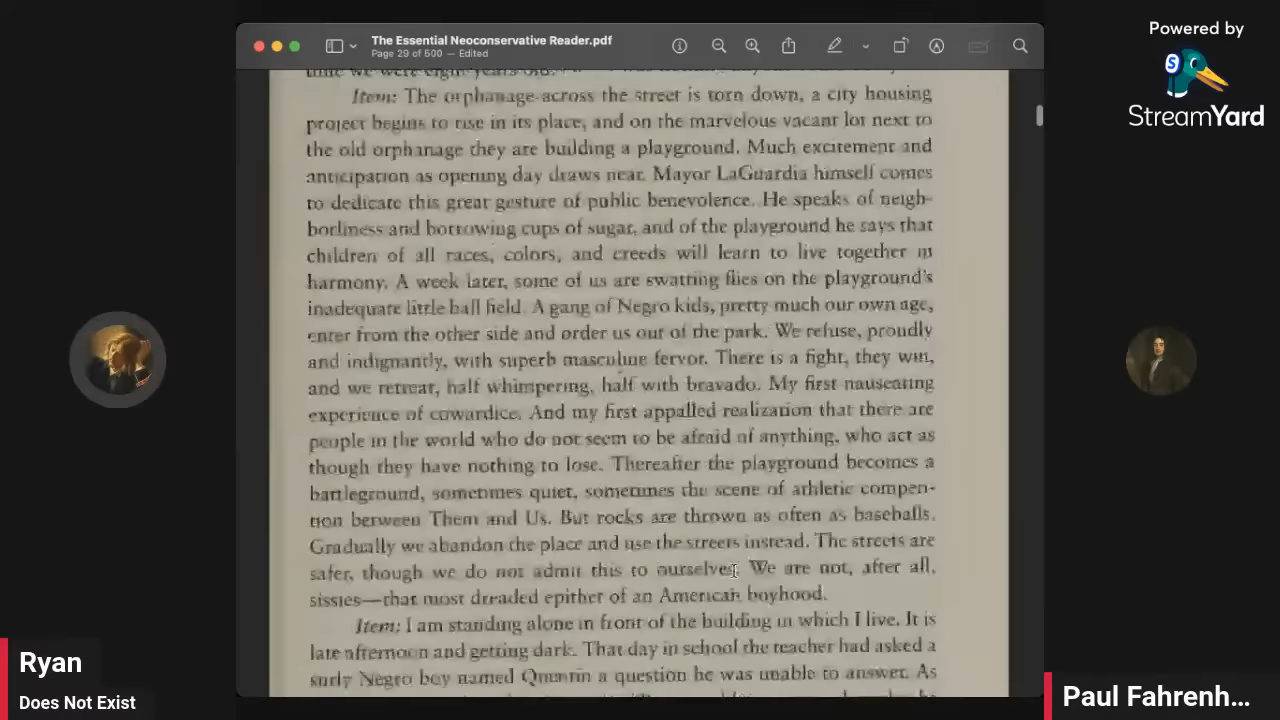 Powered by
StreamYard
The Essential Neoconservative Reader.pdf
Page 29 of 500 — Edited
time we were eight years old.
Item: The orphanage across the street is torn down, a city housing
project begins to rise in its place, and on the marvelous vacant lot next to
the old orphanage they are building a playground. Much excitement and
anticipation as opening day draws near. Mayor LaGuardia himself comes
to dedicate this great gesture of public benevolence. He speaks of neigh-
borliness and borrowing cups of sugar, and of the playground he says that
children of all races, colors, and creeds will learn to live together in
harmony. A week later, some of us are swatting flies on the playground's
inadequate little ball field. A gang of Negro kids, pretty much our own age,
enter from the other side and order us out of the park. We refuse, proudly
and indignantly, with superb masculine fervor. There is a fight, they win,
and we retreat, half whimpering, half with bravado. My first nauseating
experience of cowardice. And my first appalled realization that there are
people in the world who do not seem to be afraid of anything, who act as
though they have nothing to lose. Thereafter the playground becomes a
battleground, sometimes quiet, sometimes the scene of athletic competi-
tion between Them and Us. But rocks are thrown as often as baseballs.
Gradually we abandon the place and use the streets instead. The streets are
safer, though we do not admit this to ourselves. We are not, after all,
sissies—that most dreaded epithet of an American boyhood.
Item: I am standing alone in front of the building in which I live. It is
late afternoon and getting dark. That day in school the teacher had asked a
surly Negro boy named Quentin a question he was unable to answer. As
Ryan
Does Not Exist
Paul Fahrenh...